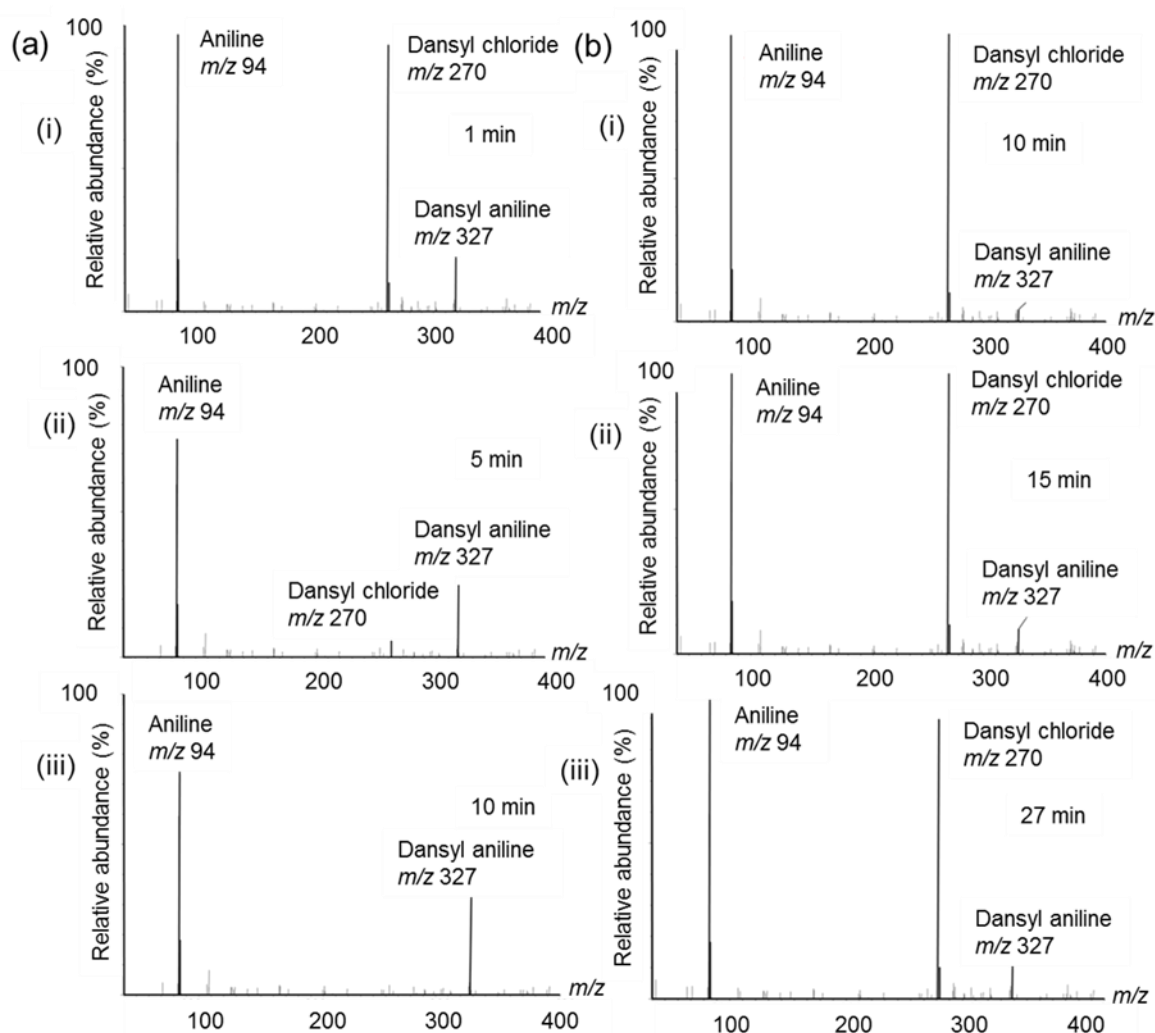 (a)
(i)
Relative abundance (%)
100
Aniline
m/z 94
Dansyl chloride
m/z 270
1 min
Dansyl aniline
m/z 327
m/z
100
200
300
400
(ii)
Relative abundance (%)
100
Aniline
m/z 94
5 min
Dansyl aniline
m/z 327
Dansyl chloride
m/z 270
m/z
100
200
300
400
(iii)
Relative abundance (%)
100
Aniline
m/z 94
10 min
Dansyl aniline
m/z 327
m/z
100
200
300
400
(b)
(i)
Relative abundance (%)
100
Aniline
m/z 94
Dansyl chloride
m/z 270
10 min
Dansyl aniline
m/z 327
m/z
100
200
300
400
(ii)
Relative abundance (%)
100
Aniline
m/z 94
Dansyl chloride
m/z 270
15 min
Dansyl aniline
m/z 327
m/z
100
200
300
400
(iii)
Relative abundance (%)
100
Aniline
m/z 94
Dansyl chloride
m/z 270
27 min
Dansyl aniline
m/z 327
m/z
100
200
300
400